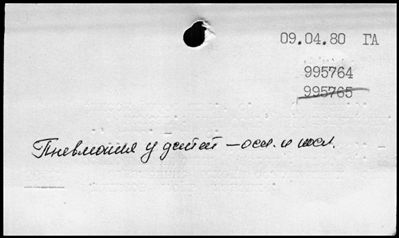 09.04.80 ГА
995764
995765
Пневмония у детей – осл. и